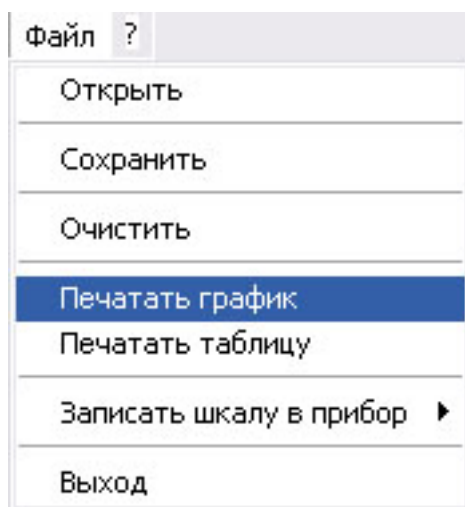 Файл ?
Открыть
Сохранить
Очистить
Печатать график
Печатать таблицу
Записать шкалу в прибор
Выход